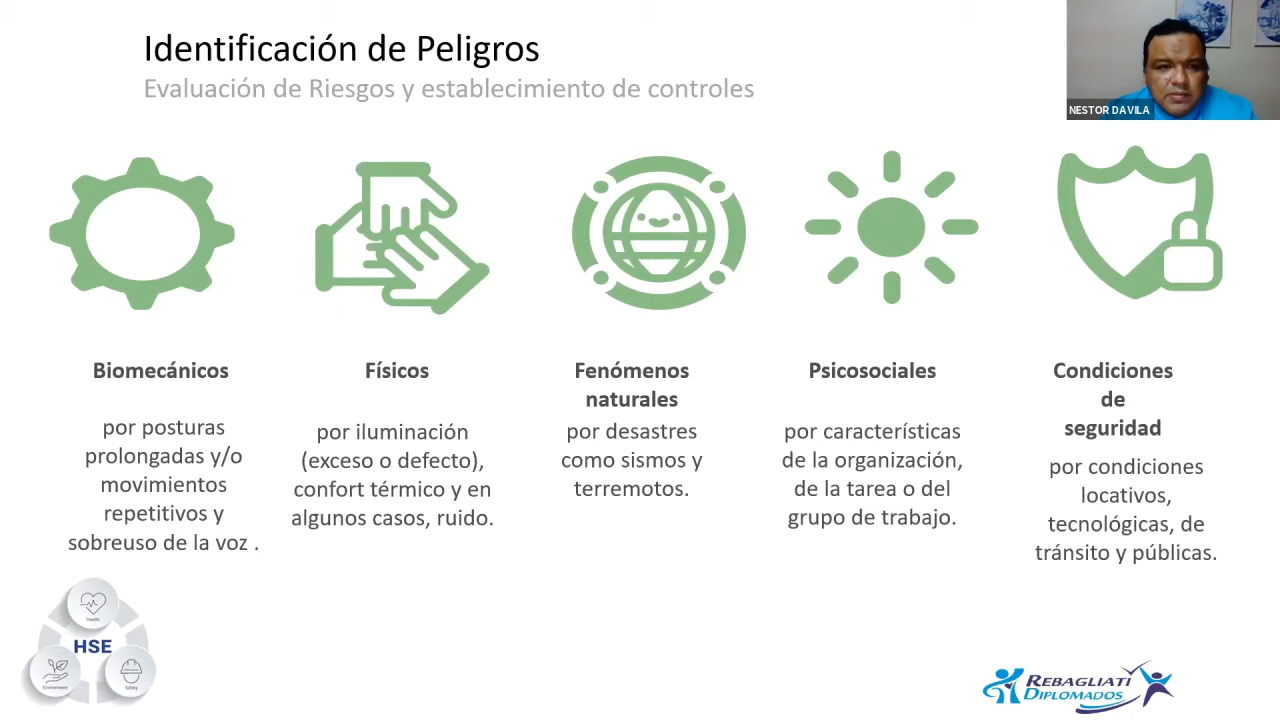 Identificación de Peligros
Evaluación de Riesgos y establecimiento de controles
NESTOR DAVILA
Biomecánicos
por posturas
prolongadas y/o
movimientos
repetitivos y
sobreuso de la voz .
Físicos
por iluminación
(exceso o defecto),
confort térmico y en
algunos casos, ruido.
Fenómenos
naturales
por desastres
como sismos y
terremotos.
Psicosociales
por características
de la organización,
de la tarea o del
grupo de trabajo.
Condiciones
de
seguridad
por condiciones
locativos,
tecnológicas, de
tránsito y públicas.
Health
HSE
Environment
Safety
REBAGLIATI
DIPLOMADOS